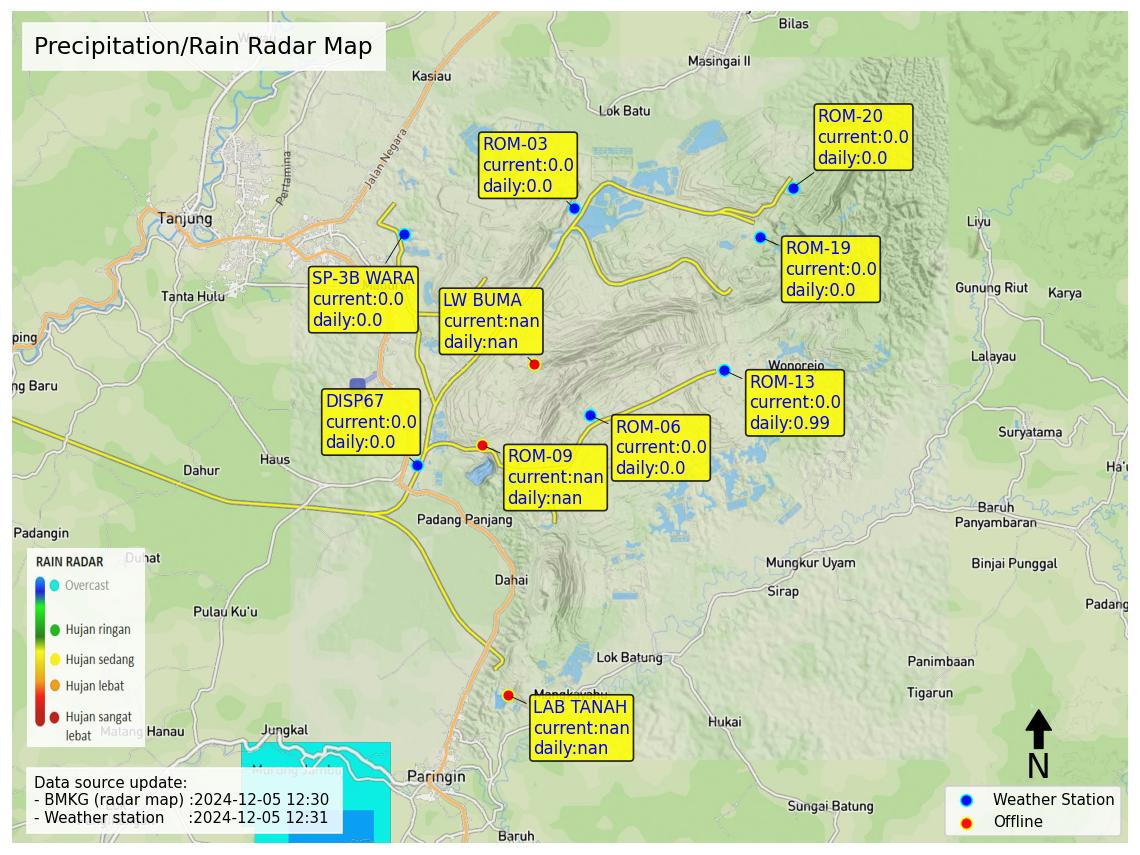 Precipitation/Rain Radar Map
Bilas
Masingai II
Kasiau
Lok Batu
Jalan Negara
Pertamina
Tanjung
Tanta Hulu
ROM-03
current:0.0
daily:0.0
ROM-20
current:0.0
daily:0.0
ROM-19
current:0.0
daily:0.0
SP-3B WARA
current:0.0
daily:0.0
LW BUMA
current:nan
daily:nan
Liyu
Gunung Riut
Karya
Lalayau
Wonorejo
ping
ng Baru
ROM-13
current:0.0
daily:0.99
DISP67
current:0.0
daily:0.0
ROM-06
current:0.0
daily:0.0
ROM-09
current:nan
daily:nan
Suryatama
Ha'u
Dahur
Haus
Padang Panjang
Baruh
Panyambaran
Padangin
Duhat
Dahai
Mungkur Uyam
Binjai Punggal
Sirap
Padang
Pulau Ku'u
RAIN RADAR
Overcast
Hujan ringan
Hujan sedang
Hujan lebat
Hujan sangat
lebat
Lok Batung
Panimbaan
Tigarun
Mangkayahu
LAB TANAH
current:nan
daily:nan
Hukai
Matang Hanau
Jungkal
Murung Jambu
Paringin
Sungai Batung
Baruh
Data source update:
- BMKG (radar map) :2024-12-05 12:30
- Weather station :2024-12-05 12:31
N
Weather Station
Offline